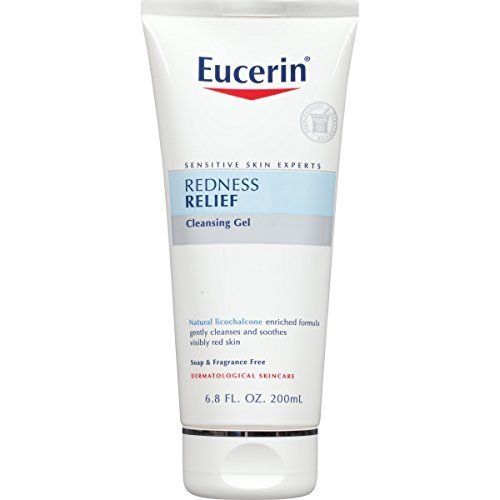 Eucerin®
SENSITIVE SKIN EXPERTS
REDNESS
RELIEF
Cleansing Gel
Natural licochalcone enriched formula
gently cleanses and soothes
visibly red skin
Soap & Fragrance Free
DERMATOLOGICAL SKINCARE
6.8 FL. OZ. 200mL